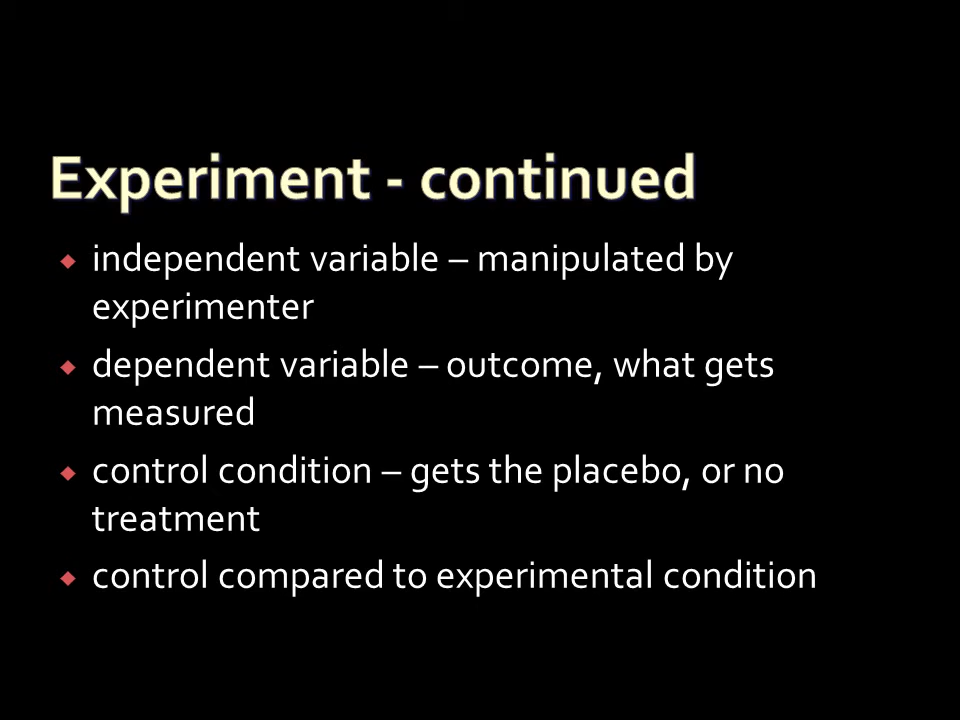 Experiment - continued
independent variable – manipulated by
experimenter
dependent variable – outcome, what gets
measured
control condition – gets the placebo, or no
treatment
control compared to experimental condition